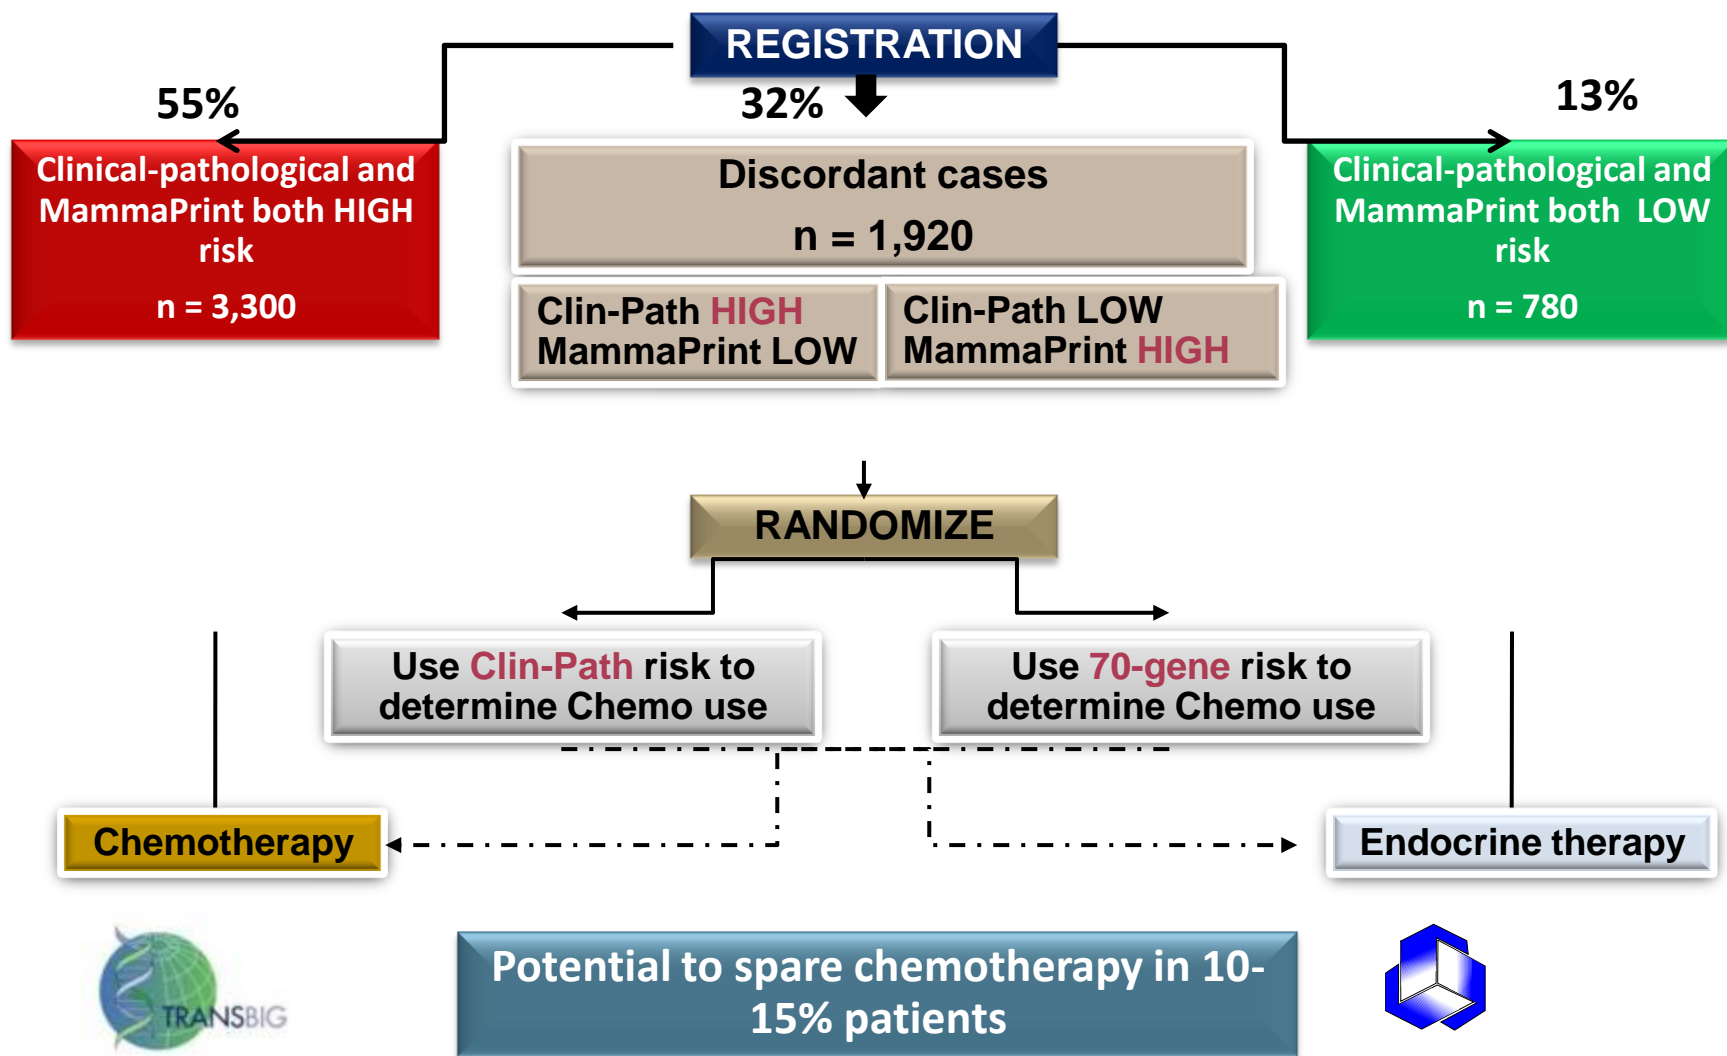 REGISTRATION
55%
32%
13%
Clinical-pathological and
MammaPrint both HIGH
risk
n = 3,300
Discordant cases
n = 1,920
Clin-Path HIGH
MammaPrint LOW
Clin-Path LOW
MammaPrint HIGH
Clinical-pathological and
MammaPrint both LOW
risk
n = 780
RANDOMIZE
Use Clin-Path risk to
determine Chemo use
Use 70-gene risk to
determine Chemo use
Chemotherapy
Endocrine therapy
TRANSBIG
Potential to spare chemotherapy in 10-
15% patients